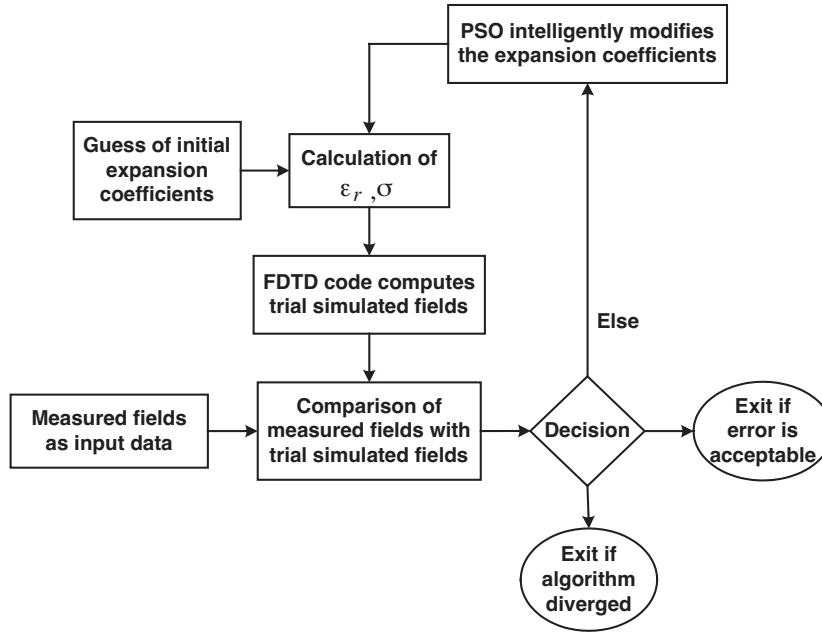 PSO intelligently modifies
the expansion coefficients
Guess of initial
expansion
coefficients
Calculation of
εr ,σ
FDTD code computes
trial simulated fields
Else
Measured fields
as input data
Comparison of
measured fields with
trial simulated fields
Decision
Exit if
error is
acceptable
Exit if
algorithm
diverged